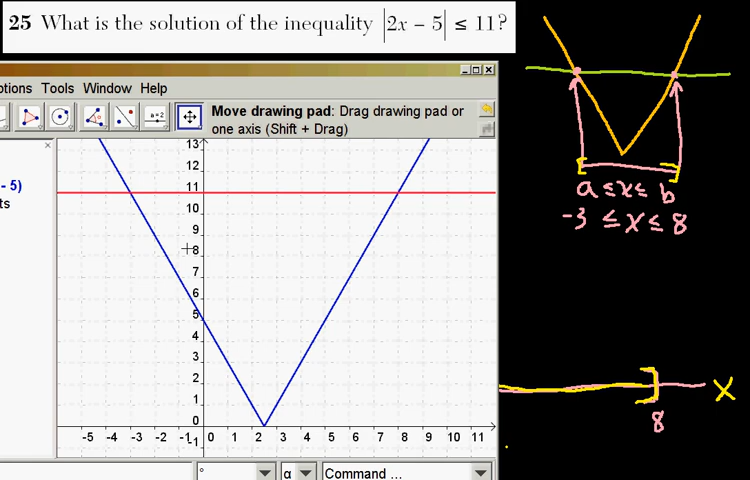 25 What is the solution of the inequality |2x − 5| ≤ 11?
otions Tools Window Help
a=2
Move drawing pad: Drag drawing pad or
one axis (Shift + Drag)
- 5)
ts
13
11
10
9
8
7
6
5
4
3
2
1
0
-1
-5 -4 -3 -2 -1 0 1 2 3 4 5 6 7 8 9 10 11
° α Command ...
a ≤ x ≤ b
-3 ≤ x ≤ 8
x
8